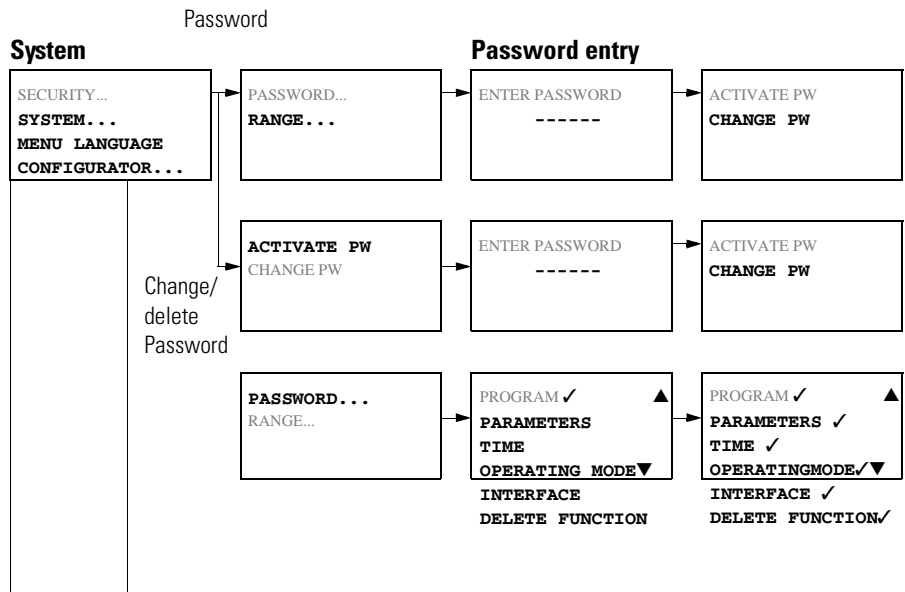 Password
System
Password entry
SECURITY...
SYSTEM...
MENU LANGUAGE
CONFIGURATOR...
PASSWORD...
RANGE...
ENTER PASSWORD
------
ACTIVATE PW
CHANGE PW
Change/
delete
Password
ACTIVATE PW
CHANGE PW
ENTER PASSWORD
------
ACTIVATE PW
CHANGE PW
PASSWORD...
RANGE...
PROGRAM ✓ ▲
PARAMETERS
TIME
OPERATING MODE▼
INTERFACE
DELETE FUNCTION
PROGRAM ✓ ▲
PARAMETERS ✓
TIME ✓
OPERATINGMODE✓▼
INTERFACE ✓
DELETE FUNCTION✓